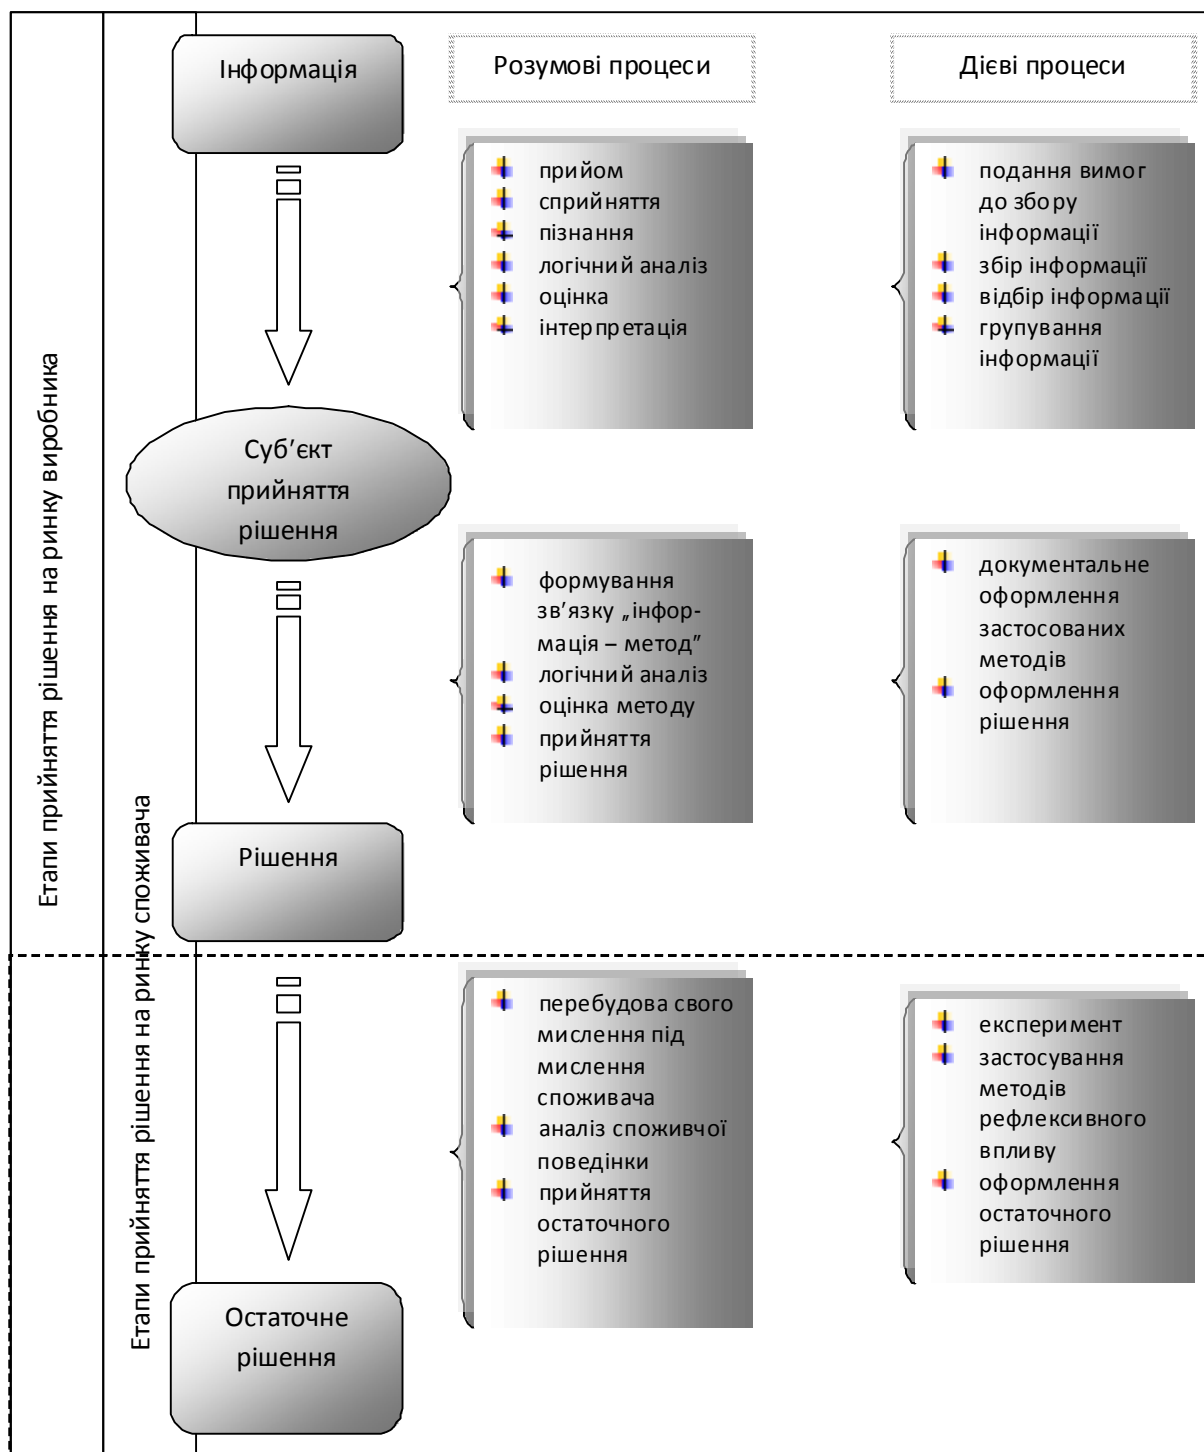 Інформація
Розумові процеси
Дієві процеси
прийом
сприйняття
пізнання
логічний аналіз
оцінка
інтерпретація
подання вимог
до збору
інформації
збір інформації
відбір інформації
групування
інформації
Суб’єкт
прийняття
рішення
формування
зв’язку „інфор-
мація – метод”
логічний аналіз
оцінка методу
прийняття
рішення
документальне
оформлення
застосованих
методів
оформлення
рішення
Рішення
Етапи прийняття рішення на ринку виробника
Етапи прийняття рішення на ринку споживача
перебудова свого
мислення під
мислення
споживача
аналіз споживчої
поведінки
прийняття
остаточного
рішення
експеримент
застосування
методів
рефлексивного
впливу
оформлення
остаточного
рішення
Остаточне
рішення